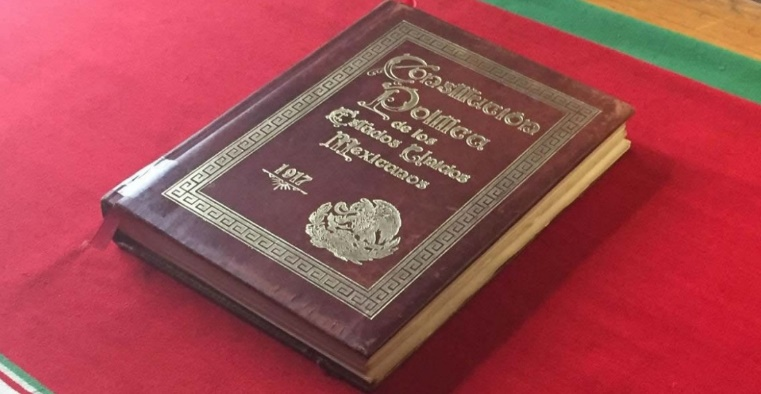 Constitución
Política
de los
Estados Unidos
Mexicanos
1917